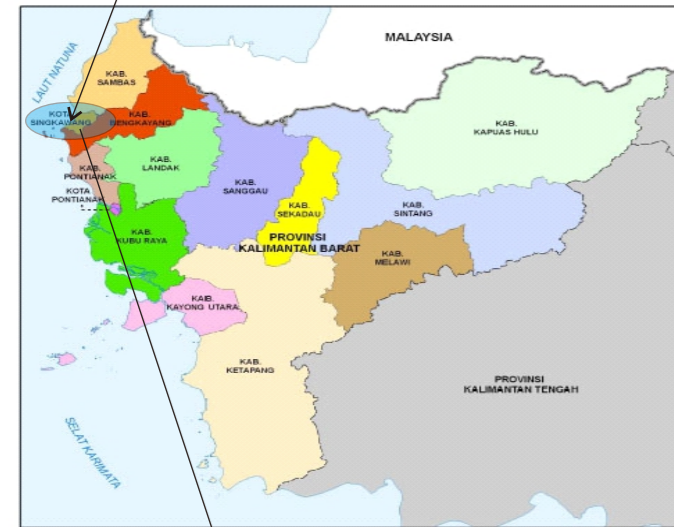 MALAYSIA
LAUT NATUNA
KAB.
SAMBAS
KOTA
SINGKAWANG
KAB.
BENGKAYANG
KAB.
KAPUAS HULU
KAB.
LANDAK
KAB.
PONTIANAK
KAB.
SANGGAU
KOTA
PONTIANAK
KAB.
SEKADAU
KAB.
SINTANG
KAB.
KUBU RAYA
PROVINSI
KALIMANTAN BARAT
KAB.
MELAWI
KAB.
KAYONG UTARA
KAB.
KETAPANG
PROVINSI
KALIMANTAN TENGAH
SELAT KARIMATA